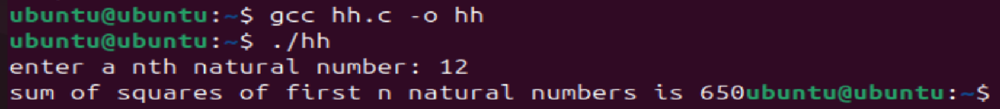 ubuntu@ubuntu:~$ gcc hh.c -o hh
ubuntu@ubuntu:~$ ./hh
enter a nth natural number: 12
sum of squares of first n natural numbers is 650ubuntu@ubuntu:~$